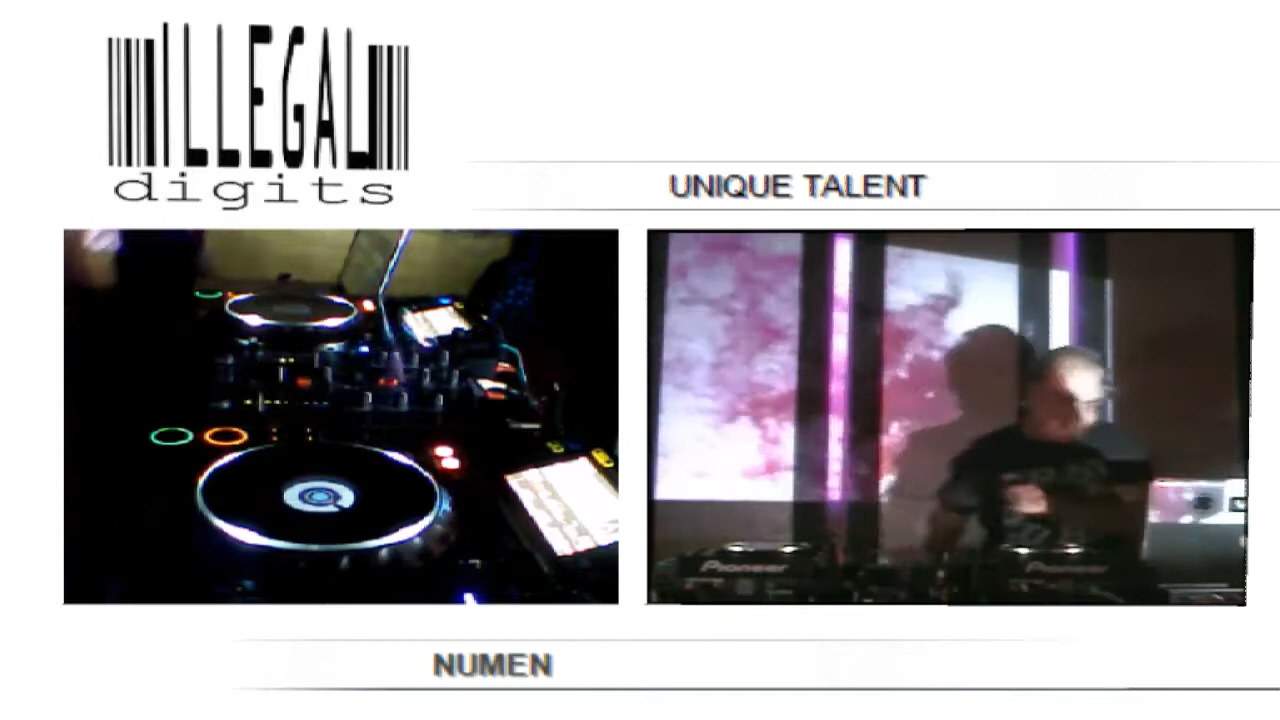 ILLEGAL
digits
UNIQUE TALENT
Pioneer
Pioneer
NUMEN